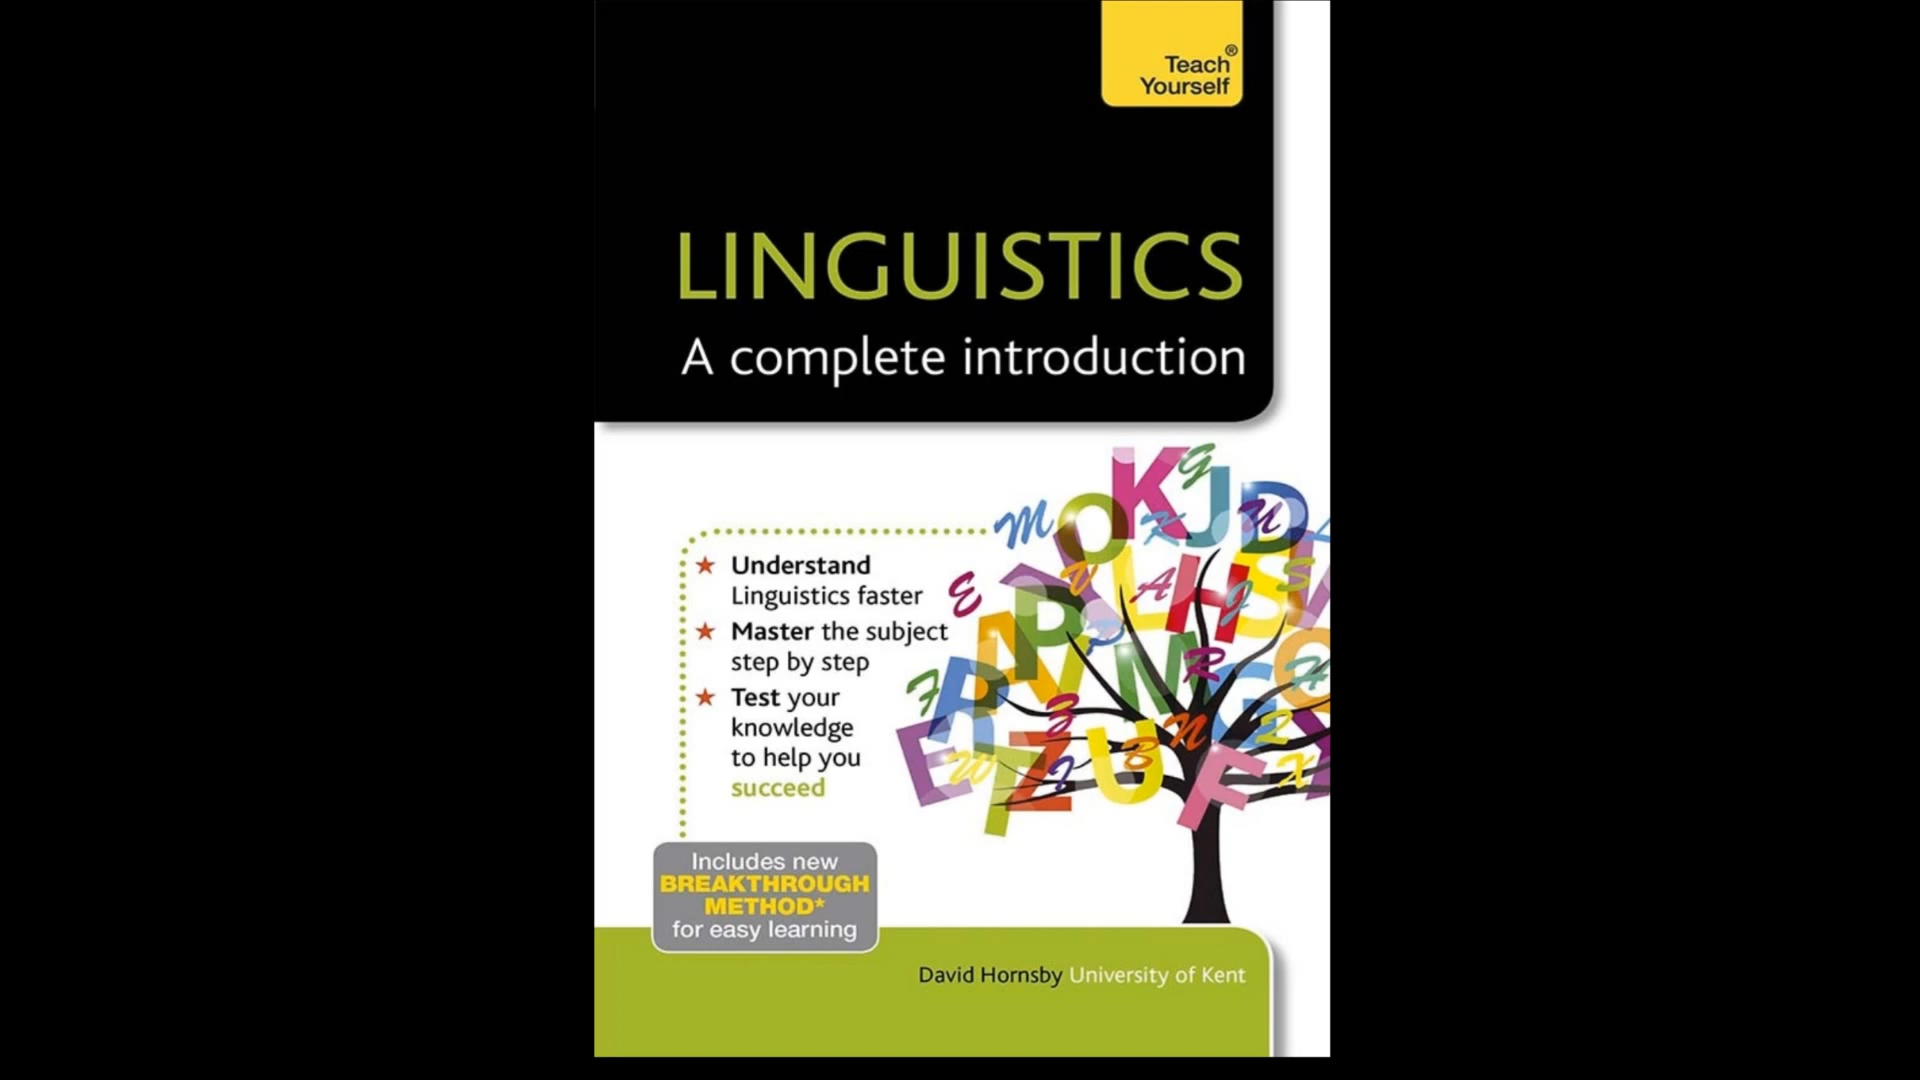 Teach®
Yourself
LINGUISTICS
A complete introduction
★ Understand
Linguistics faster
★ Master the subject
step by step
★ Test your
knowledge
to help you
succeed
Includes new
BREAKTHROUGH
METHOD*
for easy learning
David Hornsby University of Kent